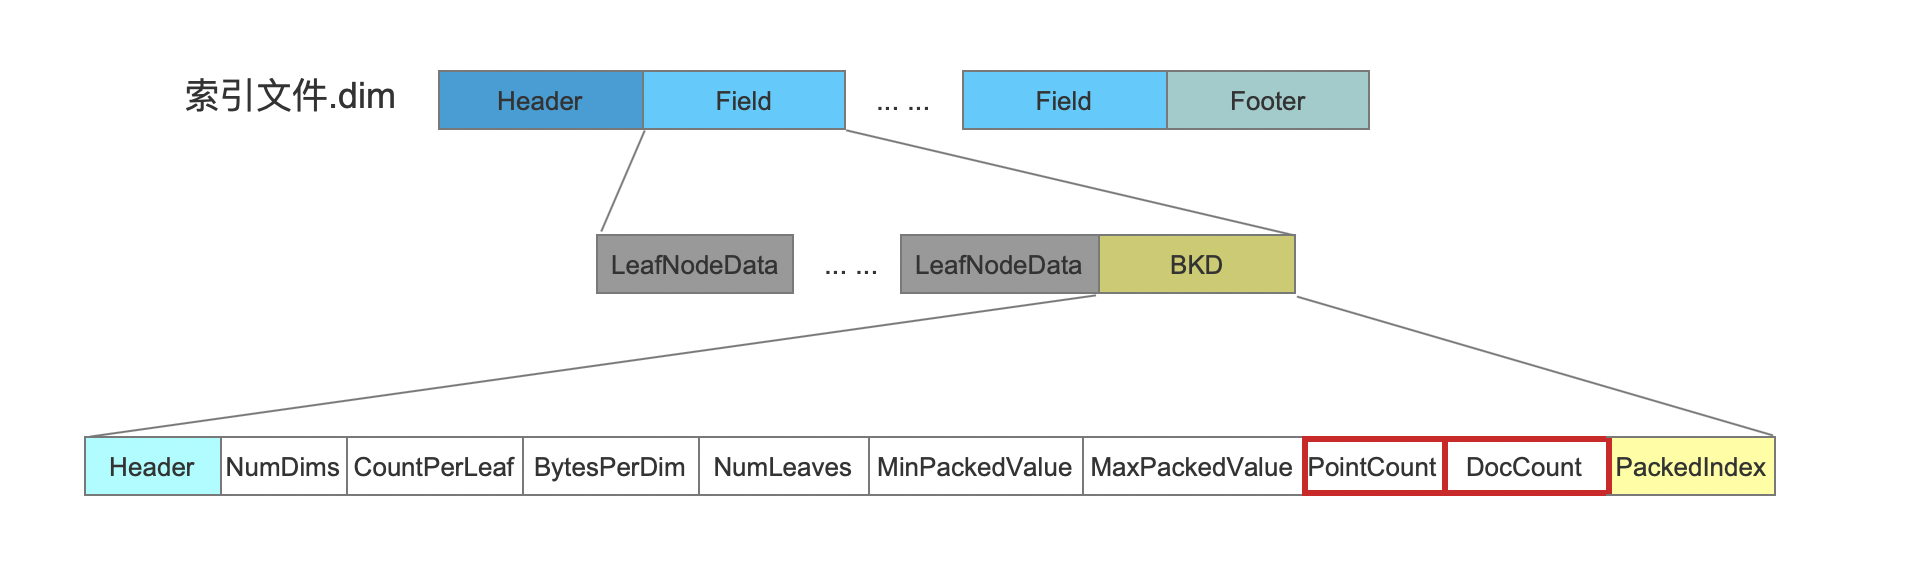 索引文件.dim Header Field ... ... Field Footer
LeafNodeData ... ... LeafNodeData BKD
Header NumDims CountPerLeaf BytesPerDim NumLeaves MinPackedValue MaxPackedValue PointCount DocCount PackedIndex